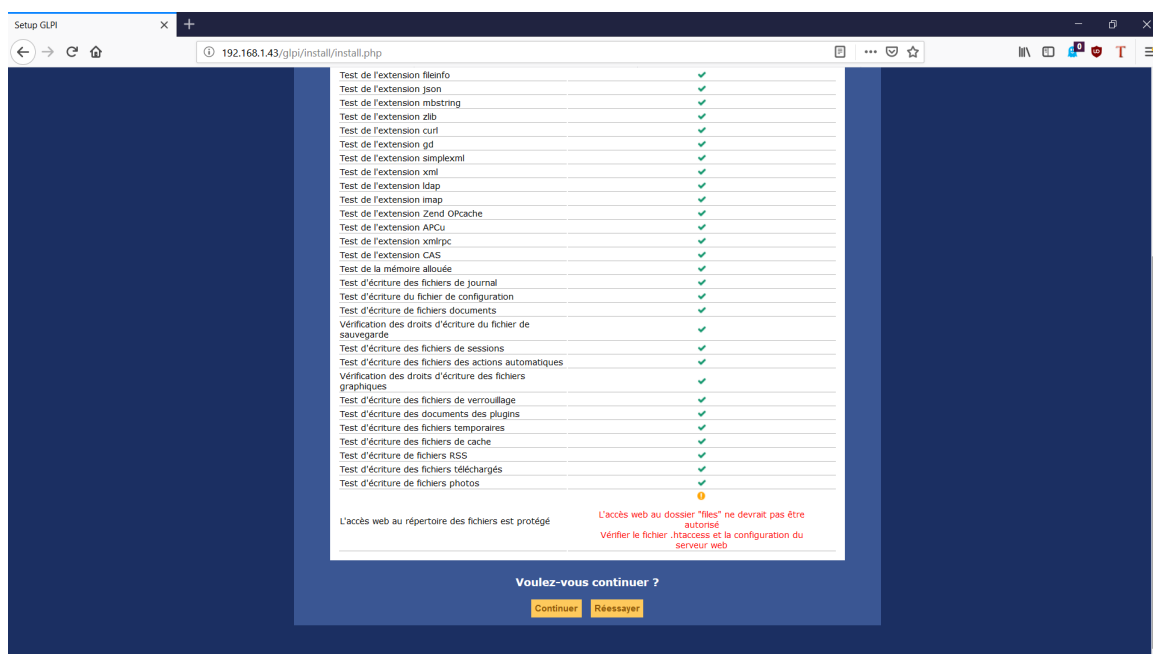 Setup GLPI
192.168.1.43/glpi/install/install.php
0
T
Test de l'extension fileinfo
Test de l'extension json
Test de l'extension mbstring
Test de l'extension zlib
Test de l'extension curl
Test de l'extension gd
Test de l'extension simplexml
Test de l'extension xml
Test de l'extension ldap
Test de l'extension imap
Test de l'extension Zend OPcache
Test de l'extension APCu
Test de l'extension xmlrpc
Test de l'extension CAS
Test de la mémoire allouée
Test d'écriture des fichiers de journal
Test d'écriture du fichier de configuration
Test d'écriture de fichiers documents
Vérification des droits d'écriture du fichier de
sauvegarde
Test d'écriture des fichiers de sessions
Test d'écriture des fichiers des actions automatiques
Vérification des droits d'écriture des fichiers
graphiques
Test d'écriture des fichiers de verrouillage
Test d'écriture des documents des plugins
Test d'écriture des fichiers temporaires
Test d'écriture des fichiers de cache
Test d'écriture de fichiers RSS
Test d'écriture des fichiers téléchargés
Test d'écriture de fichiers photos
L'accès web au répertoire des fichiers est protégé
L'accès web au dossier "files" ne devrait pas être
autorisé
Vérifier le fichier .htaccess et la configuration du
serveur web
Voulez-vous continuer ?
Continuer
Réessayer